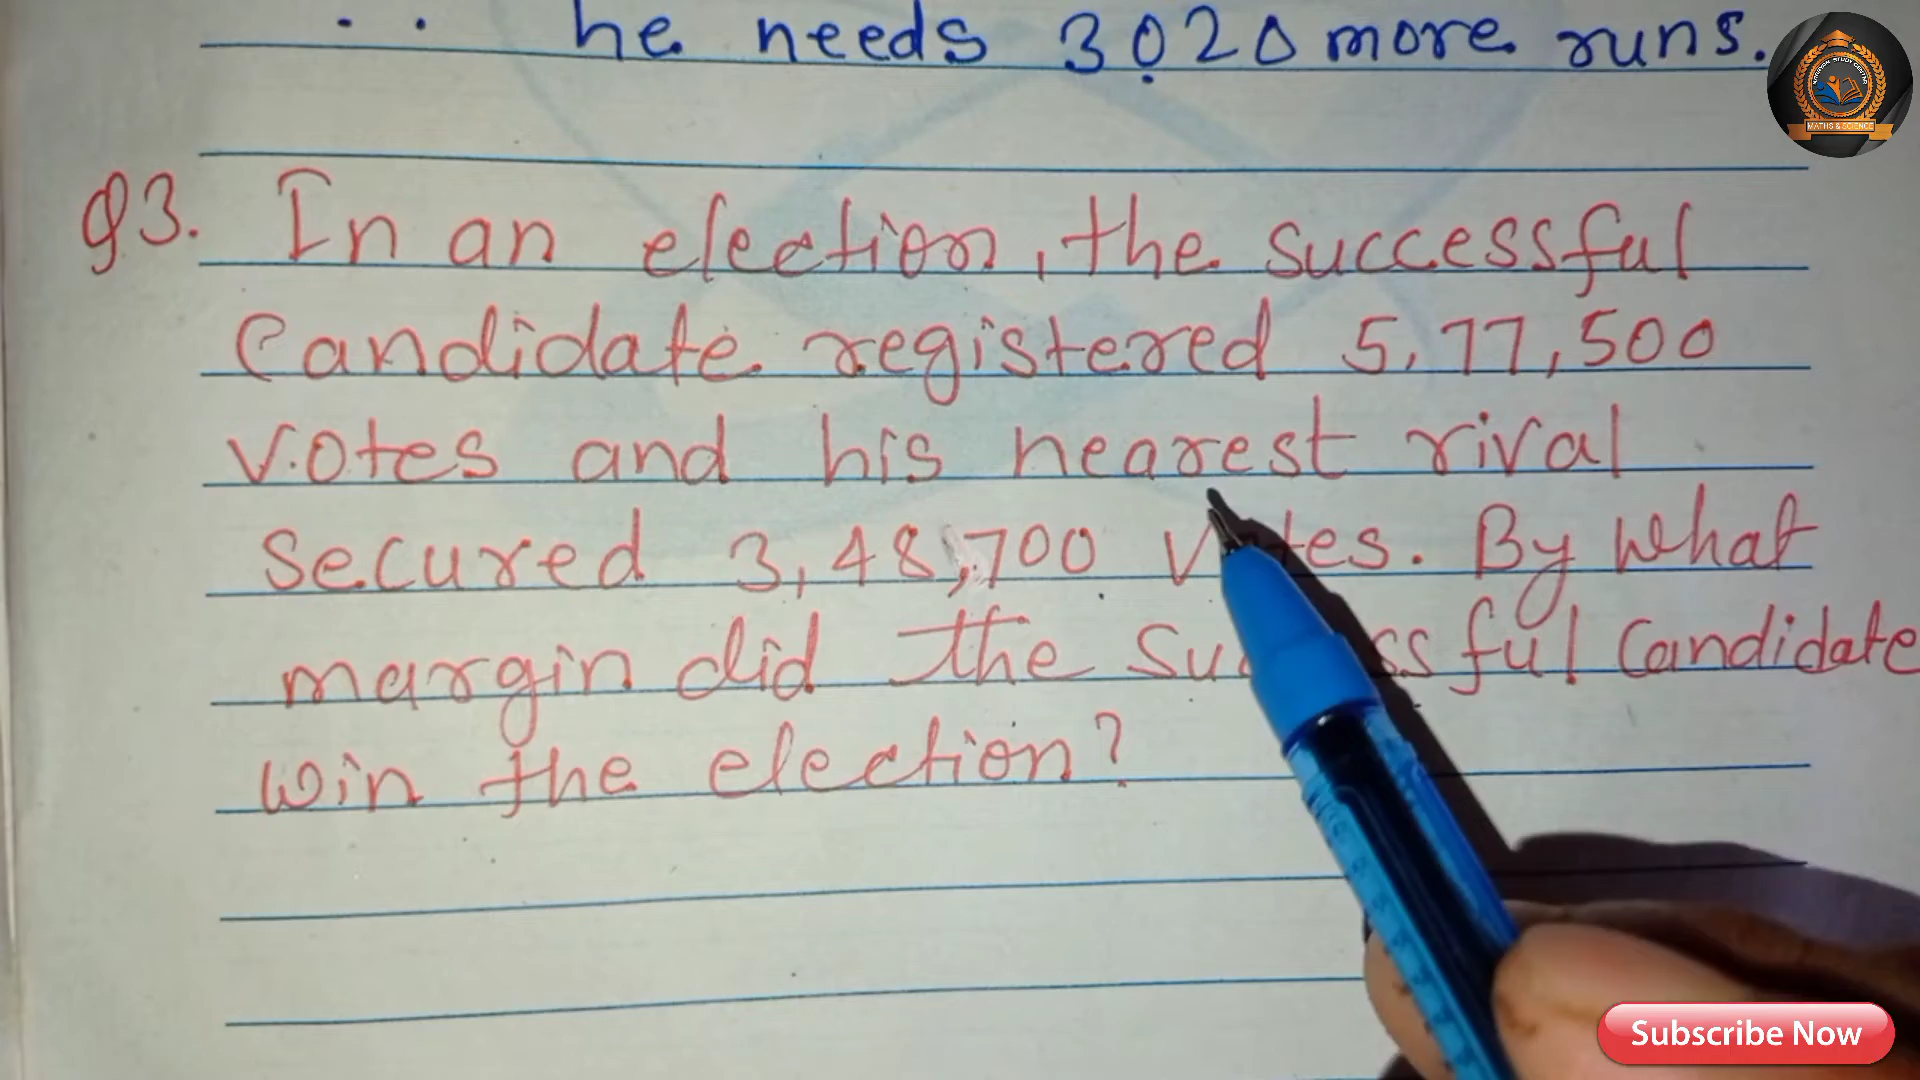 he needs 3020 more runs.
Q3. In an election, the successful
Candidate registered 5,77,500
votes and his nearest rival
secured 3,48,700 votes. By what
margin did the successful candidate
win the election?
MATHS & SCIENCE
Subscribe Now